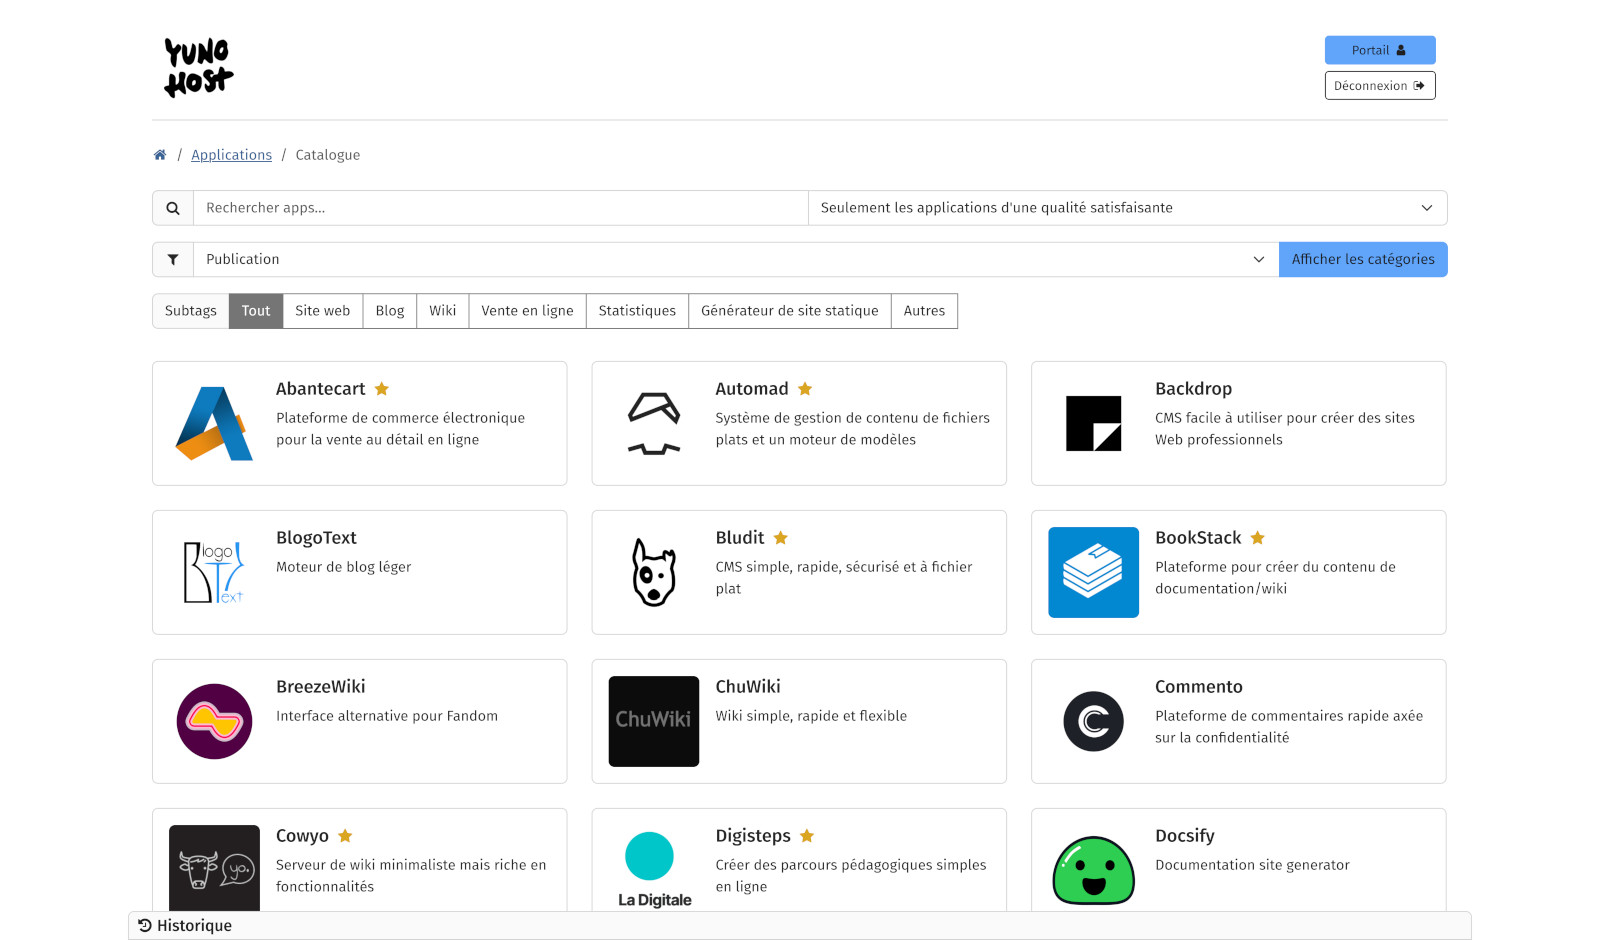 YUNO
HOST
Portail
Déconnexion
/ Applications / Catalogue
Rechercher apps...
Seulement les applications d'une qualité satisfaisante
Publication
Afficher les catégories
Subtags Tout Site web Blog Wiki Vente en ligne Statistiques Générateur de site statique Autres
Abantecart
Plateforme de commerce électronique
pour la vente au détail en ligne
Automad
Système de gestion de contenu de fichiers
plats et un moteur de modèles
Backdrop
CMS facile à utiliser pour créer des sites
Web professionnels
Blogo
Text
BlogoText
Moteur de blog léger
Bludit
CMS simple, rapide, sécurisé et à fichier
plat
BookStack
Plateforme pour créer du contenu de
documentation/wiki
BreezeWiki
Interface alternative pour Fandom
ChuWiki
ChuWiki
Wiki simple, rapide et flexible
Commento
Plateforme de commentaires rapide axée
sur la confidentialité
yo.
Cowyo
Serveur de wiki minimaliste mais riche en
fonctionnalités
La Digitale
Digisteps
Créer des parcours pédagogiques simples
en ligne
Docsify
Documentation site generator
Historique